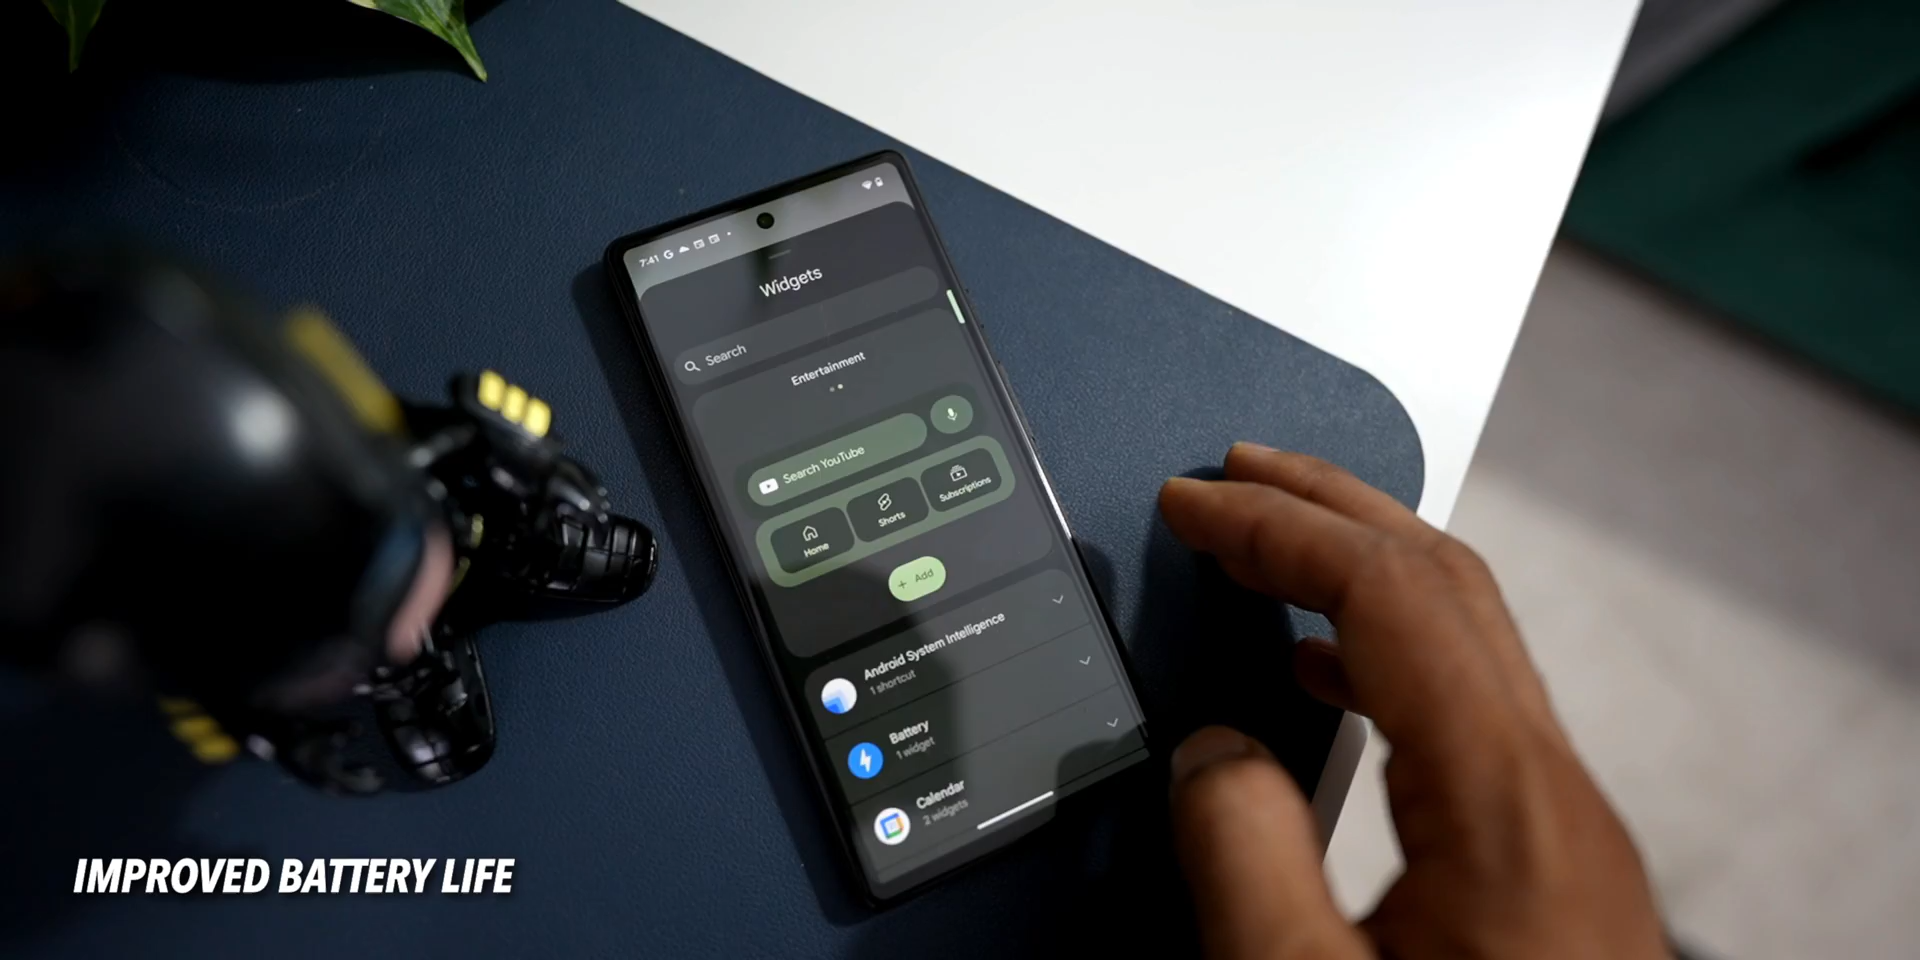 7:41 G
Widgets
Search
Entertainment
Search YouTube
Home
Shorts
Subscriptions
+ Add
Android System Intelligence
1 shortcut
Battery
1 widget
Calendar
2 widgets
IMPROVED BATTERY LIFE